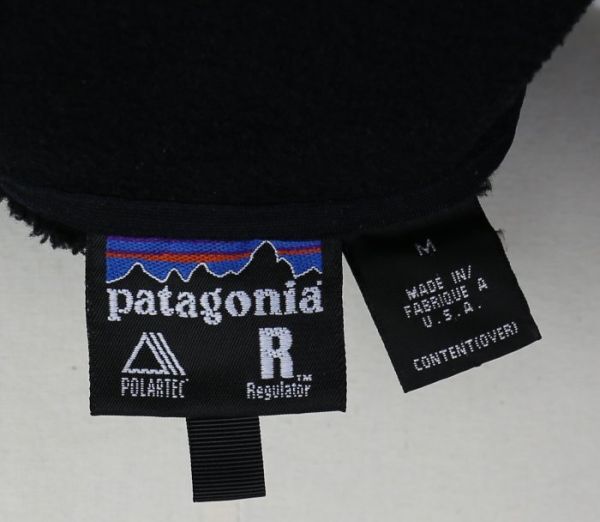 patagonia
POLARTEC
R
Regulator™
M
MADE IN/
FABRIQUE A
U.S.A.
CONTENT(OVER)